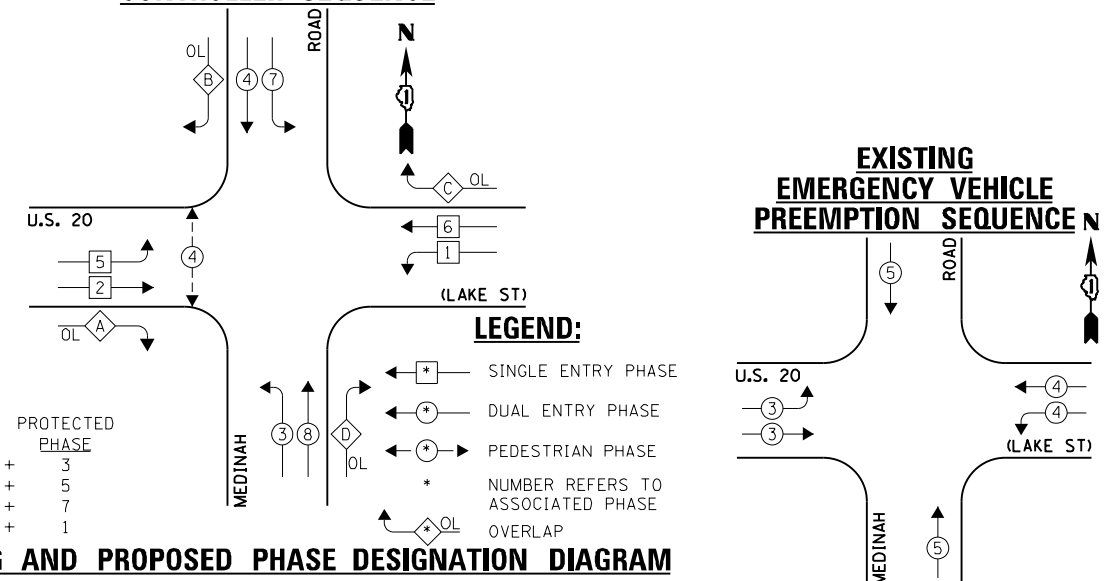 OL
B
4
7
ROAD
N
C
OL
U.S. 20
6
1
5
2
4
(LAKE ST)
OL
A
LEGEND:
* SINGLE ENTRY PHASE
* DUAL ENTRY PHASE
* PEDESTRIAN PHASE
* NUMBER REFERS TO
ASSOCIATED PHASE
* OL OVERLAP
PROTECTED
PHASE
+ 3
+ 5
+ 7
+ 1
MEDINAH
3
8
D
OL
AND PROPOSED PHASE DESIGNATION DIAGRAM
EXISTING
EMERGENCY VEHICLE
PREEMPTION SEQUENCE
N
5
ROAD
U.S. 20
3
3
4
4
(LAKE ST)
MEDINAH
5